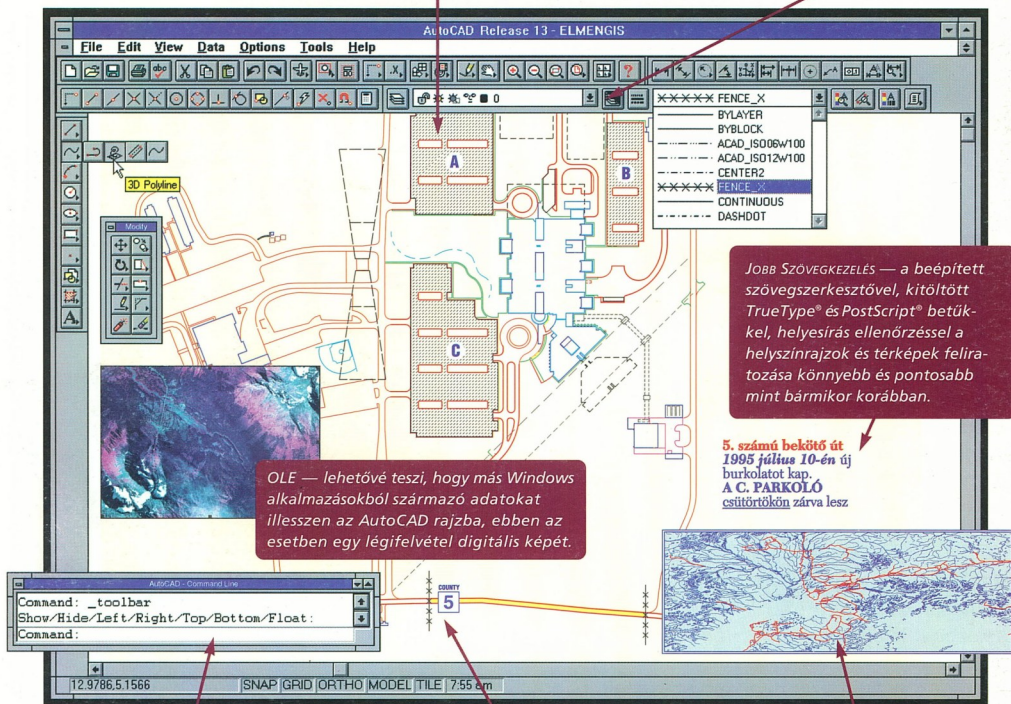 AutoCAD Release 13 - ELMENGIS
File Edit View Data Options Tools Help
0
FENCE_X
BYLAYER
BYBLOCK
ACAD_ISO06W100
ACAD_ISO12W100
CENTER2
FENCE_X
CONTINUOUS
DASHDOT
3D Polyline
Modify
A
B
C
JOBB SZÖVEGKEZELÉS — a beépített
szövegszerkesztővel, kitöltött
TrueType® és PostScript® betűk-
kel, helyesírás ellenőrzéssel a
helyszínrajzok és térképek felira-
tozása könnyebb és pontosabb
mint bármikor korábban.
5. számú bekötő út
1995 július 10-én új
burkolatot kap.
A C. PARKOLÓ
csütörtökön zárva lesz
OLE — lehetővé teszi, hogy más Windows
alkalmazásokból származó adatokat
illesszen az AutoCAD rajzba, ebben az
esetben egy légifelvétel digitális képét.
COUNTY
5
AutoCAD - Command Line
Command: _toolbar
Show/Hide/Left/Right/Top/Bottom/Float:
Command:
12.9786,5.1566 SNAP GRID ORTHO MODEL TILE 7:55 am